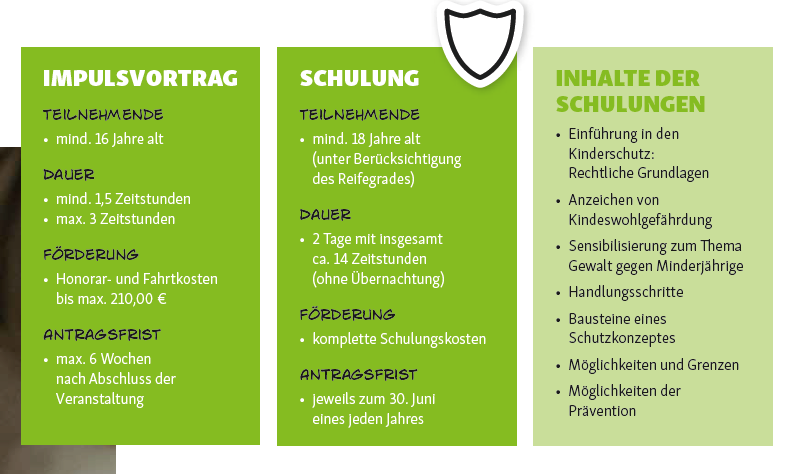 IMPULSVORTRAG
TEILNEHMENDE
• mind. 16 Jahre alt
DAUER
• mind. 1,5 Zeitstunden
• max. 3 Zeitstunden
FÖRDERUNG
• Honorar- und Fahrtkosten
bis max. 210,00 €
ANTRAGSFRIST
• max. 6 Wochen
nach Abschluss der
Veranstaltung
SCHULUNG
TEILNEHMENDE
• mind. 18 Jahre alt
(unter Berücksichtigung
des Reifegrades)
DAUER
• 2 Tage mit insgesamt
ca. 14 Zeitstunden
(ohne Übernachtung)
FÖRDERUNG
• komplette Schulungskosten
ANTRAGSFRIST
• jeweils zum 30. Juni
eines jeden Jahres
INHALTE DER
SCHULUNGEN
• Einführung in den
Kinderschutz:
Rechtliche Grundlagen
• Anzeichen von
Kindeswohlgefährdung
• Sensibilisierung zum Thema
Gewalt gegen Minderjährige
• Handlungsschritte
• Bausteine eines
Schutzkonzeptes
• Möglichkeiten und Grenzen
• Möglichkeiten der
Prävention